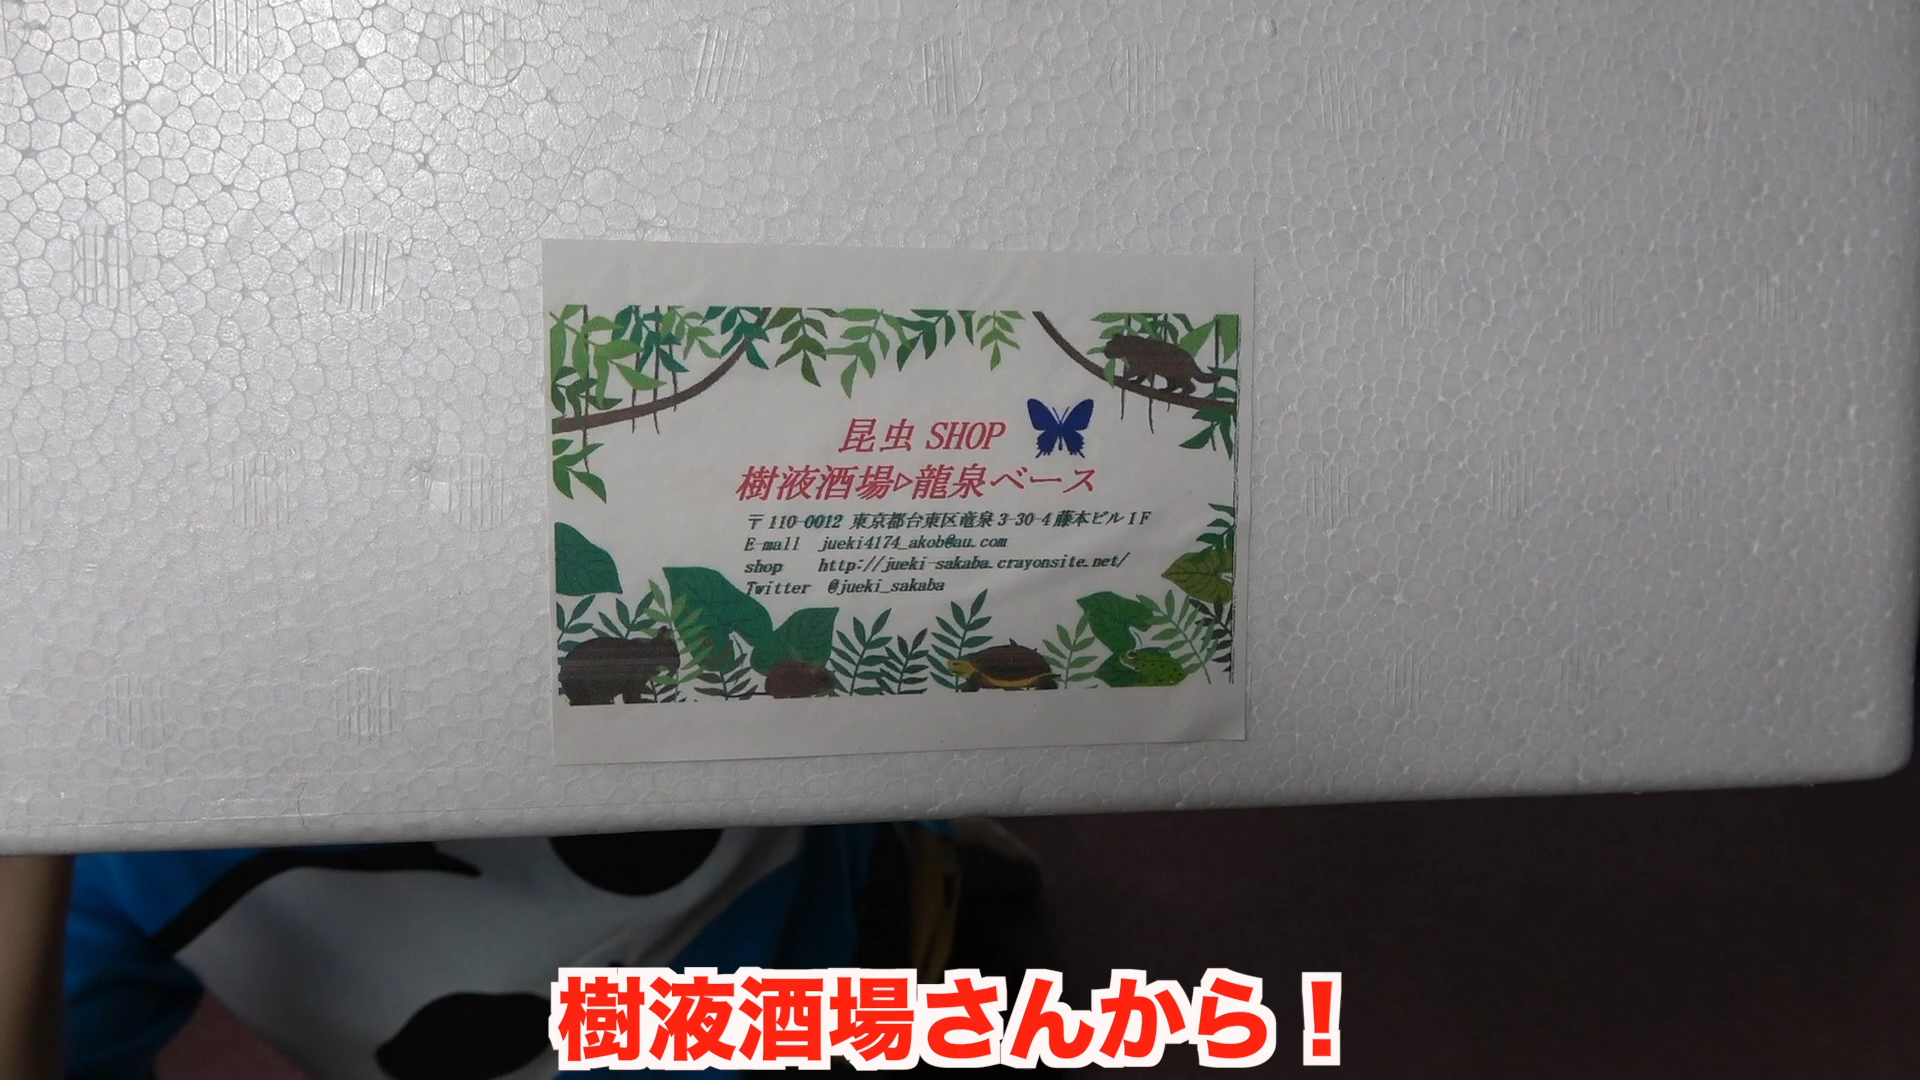 昆虫 SHOP
樹液酒場▷龍泉ベース
〒110-0012 東京都台東区竜泉3-30-4藤本ビル1F
E-mall jueki4174_akob@au.com
shop http://jueki-sakaba.crayonsite.net/
Twitter @jueki_sakaba
樹液酒場さんから！